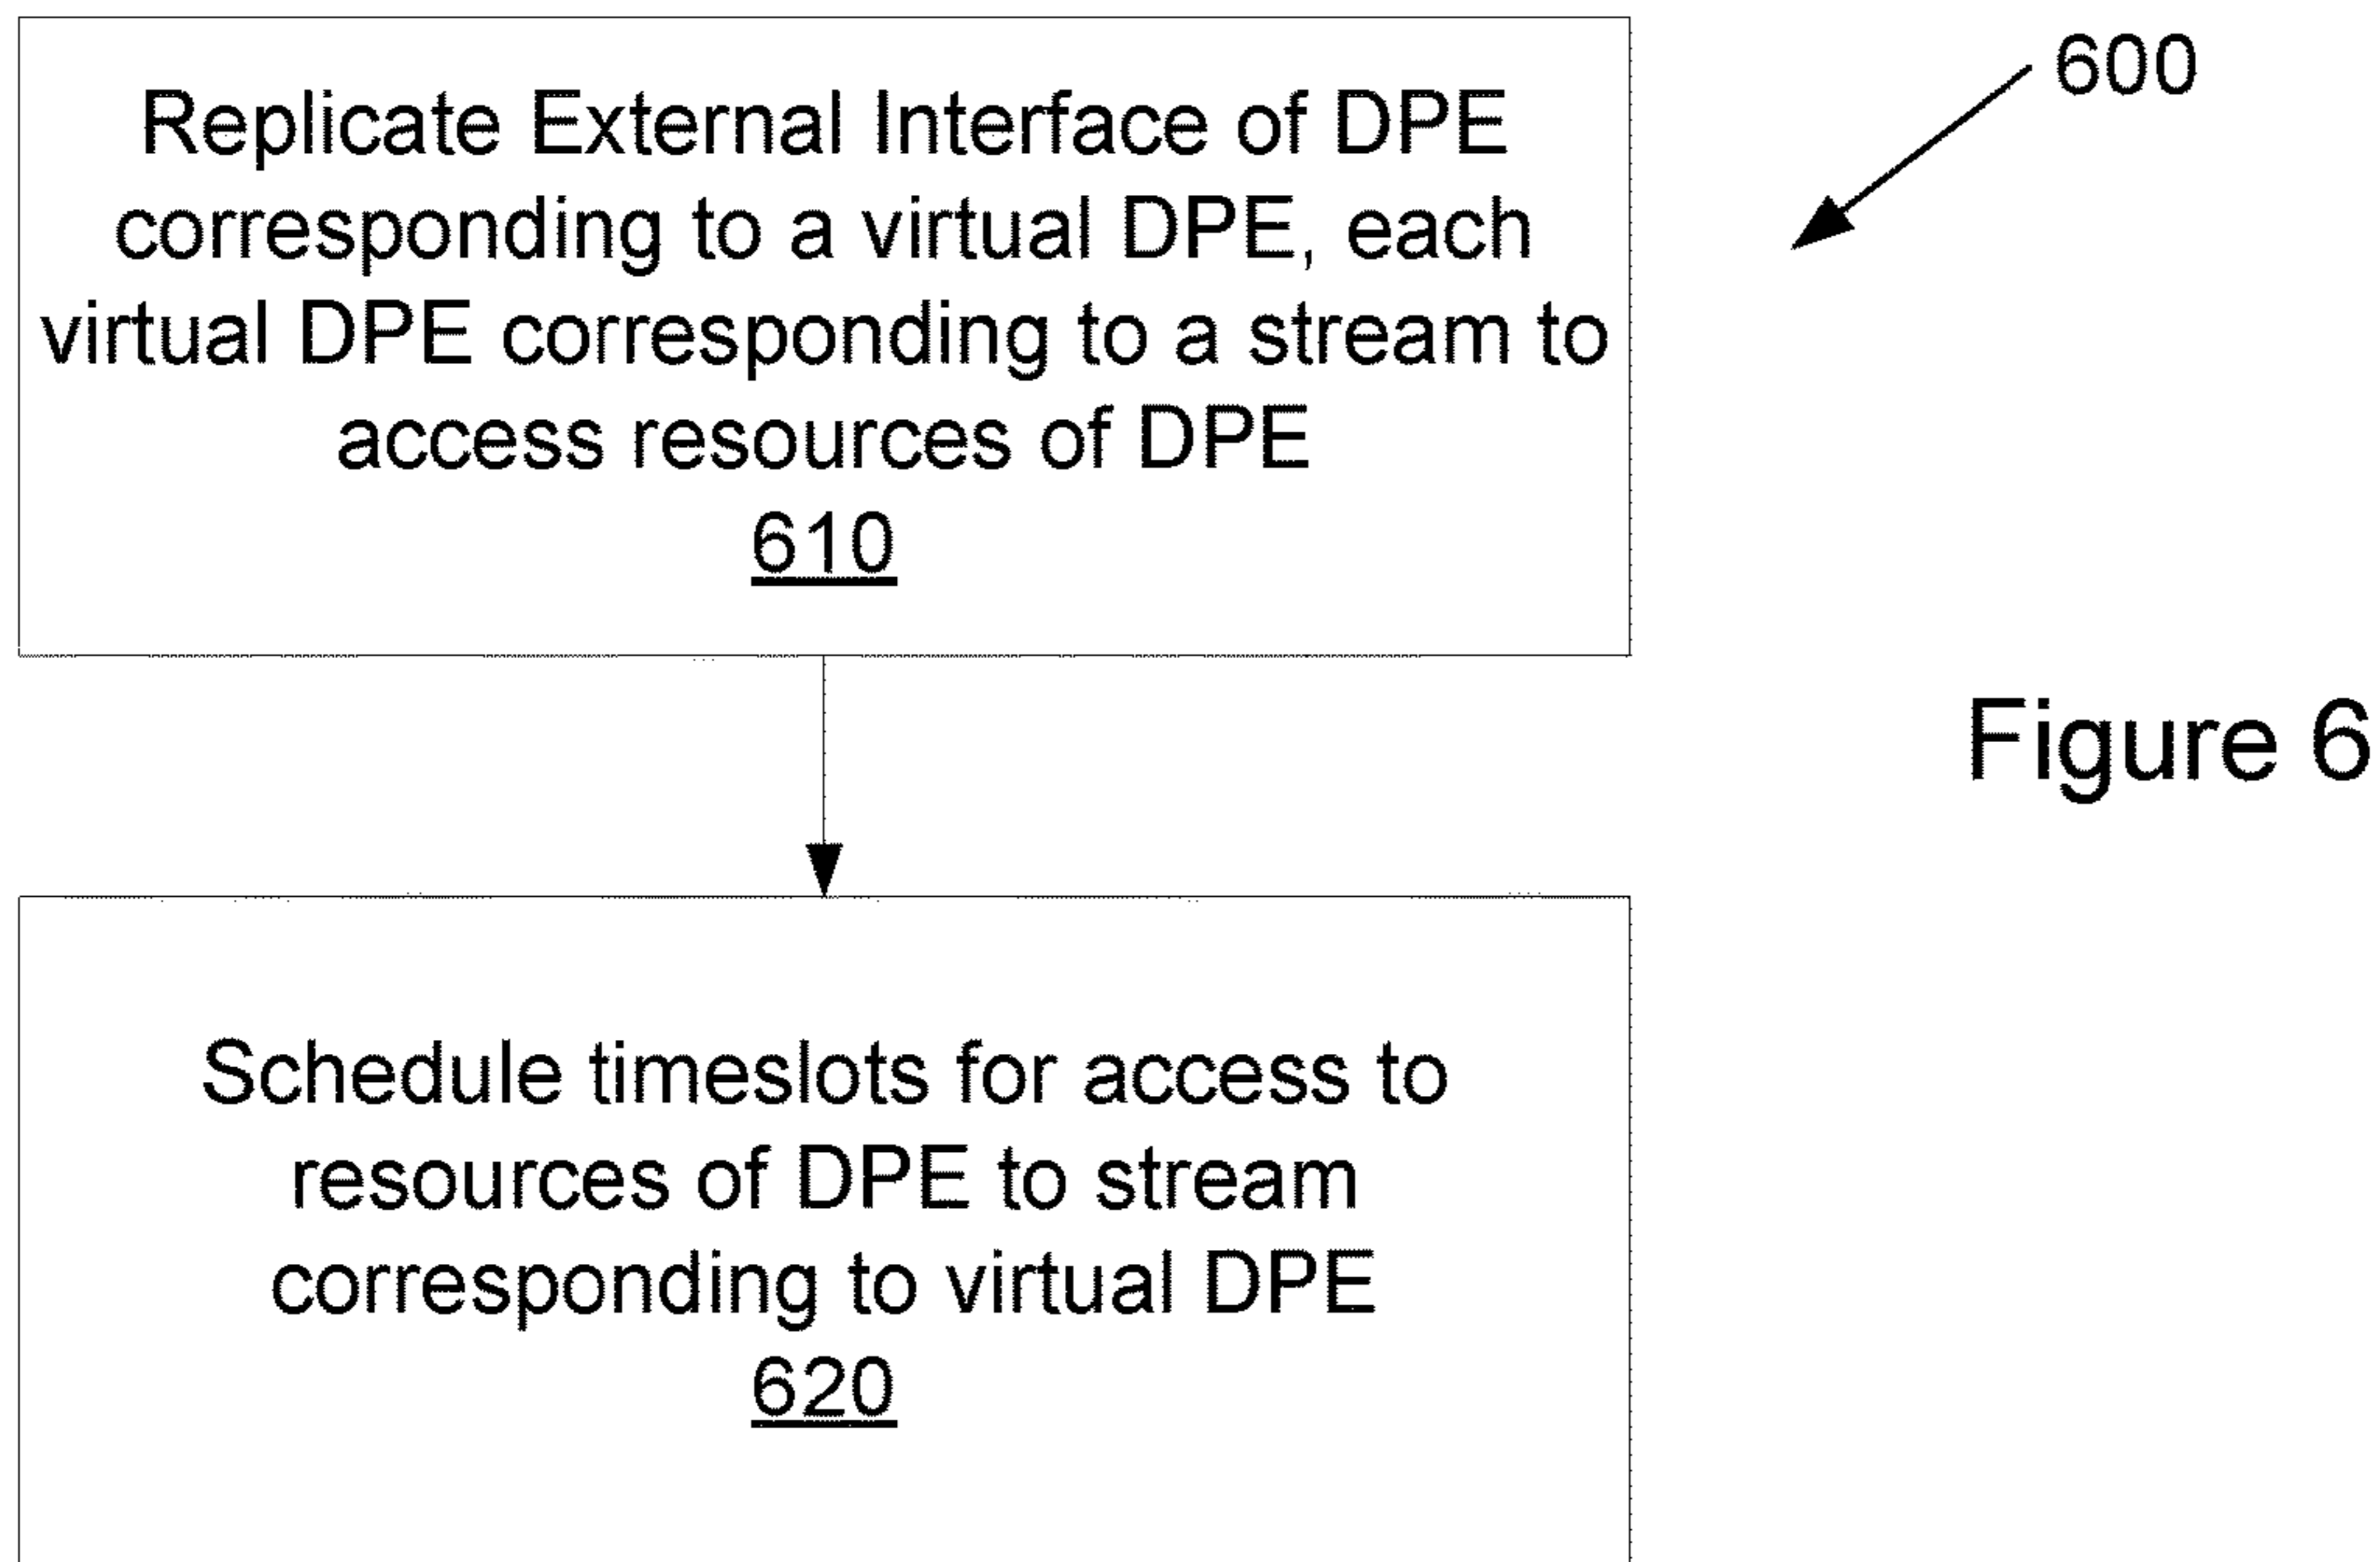 Replicate External Interface of DPE
corresponding to a virtual DPE, each
virtual DPE corresponding to a stream to
access resources of DPE
610
600
Figure 6
Schedule timeslots for access to
resources of DPE to stream
corresponding to virtual DPE
620